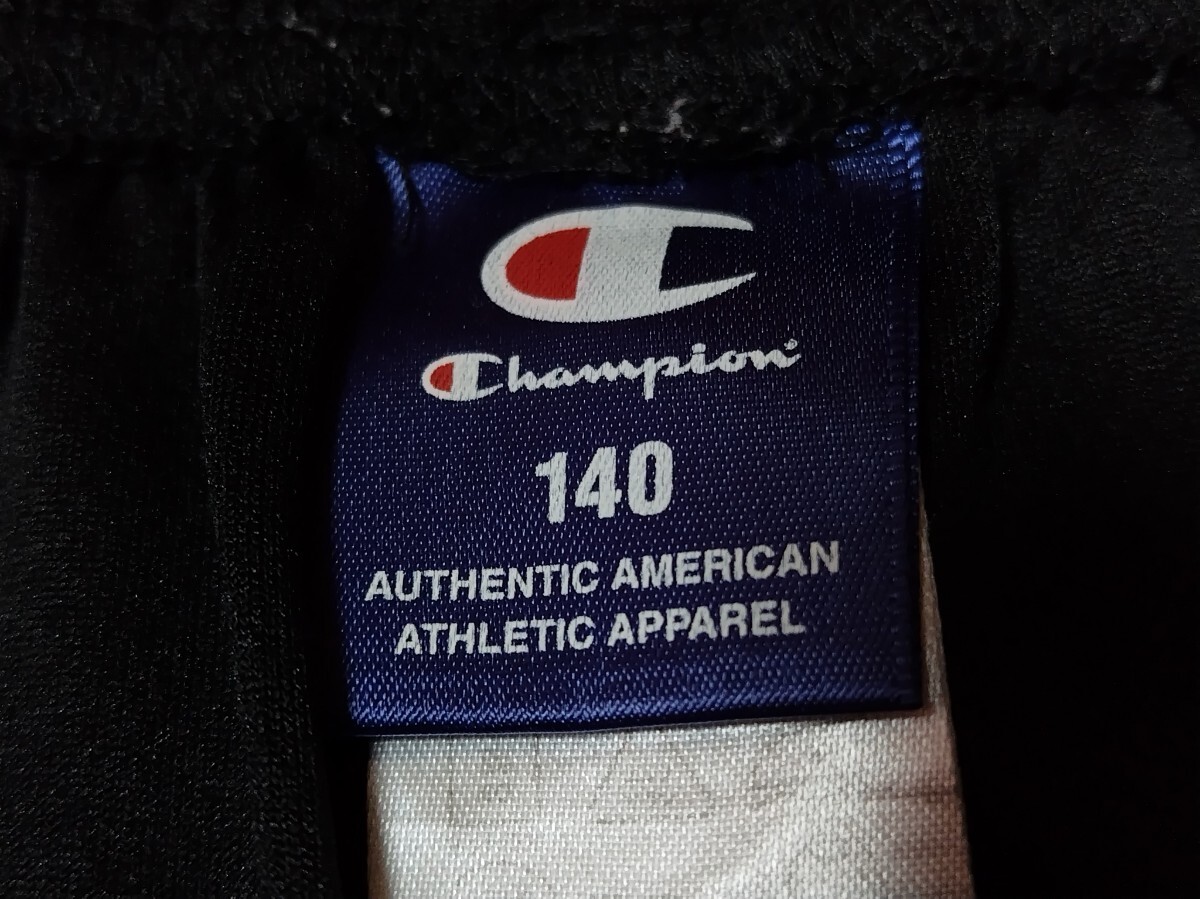 Champion
140
AUTHENTIC AMERICAN
ATHLETIC APPAREL